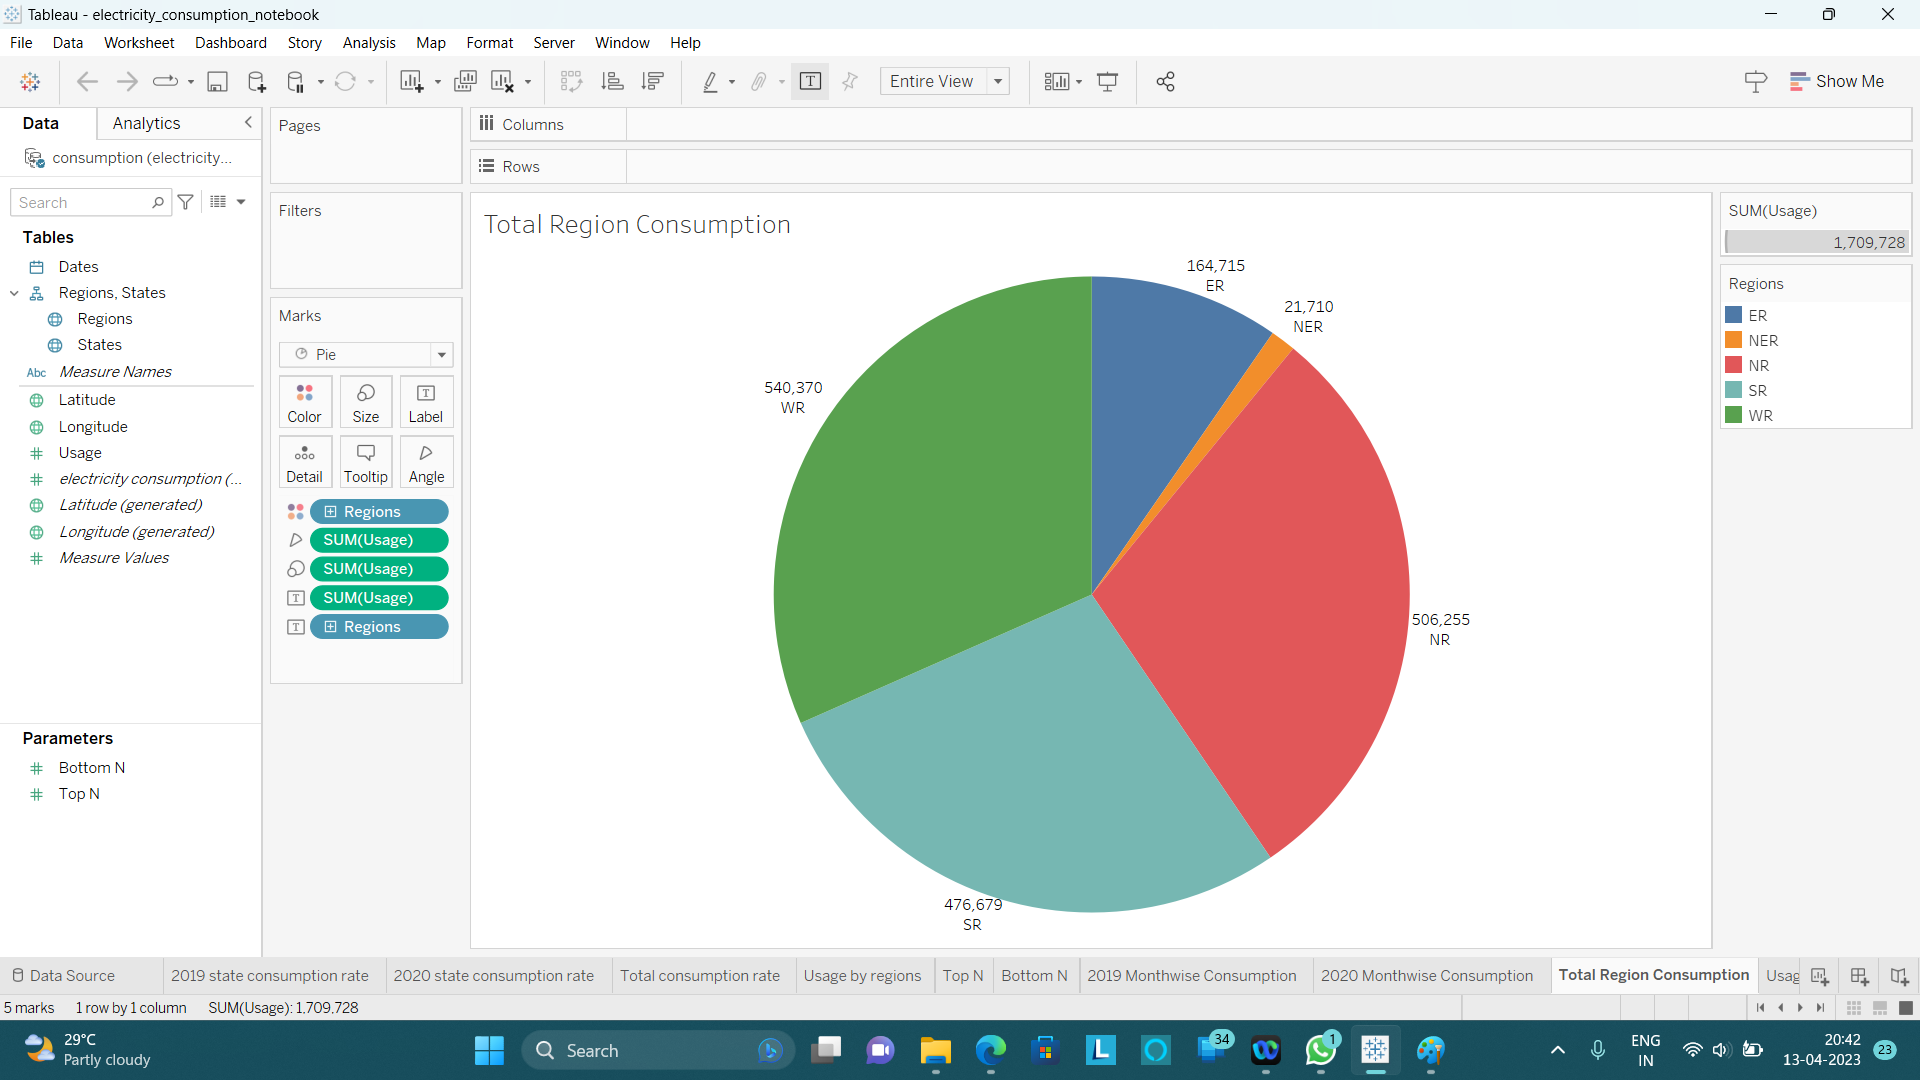 Tableau - electricity_consumption_notebook
File Data Worksheet Dashboard Story Analysis Map Format Server Window Help
T Entire View Show Me
Data Analytics
consumption (electricity...
Search
Tables
Dates
Regions, States
Regions
States
Abc Measure Names
Latitude
Longitude
Usage
electricity consumption (...
Latitude (generated)
Longitude (generated)
Measure Values
Parameters
Bottom N
Top N
Pages
Filters
Marks
Pie
Color Size T Label
Detail Tooltip Angle
Regions
SUM(Usage)
SUM(Usage)
T SUM(Usage)
T Regions
Columns
Rows
Total Region Consumption
164,715
ER
21,710
NER
540,370
WR
506,255
NR
476,679
SR
SUM(Usage)
1,709,728
Regions
ER
NER
NR
SR
WR
Data Source 2019 state consumption rate 2020 state consumption rate Total consumption rate Usage by regions Top N Bottom N 2019 Monthwise Consumption 2020 Monthwise Consumption Total Region Consumption Usag
5 marks 1 row by 1 column SUM(Usage): 1,709,728
29°C
Partly cloudy
Search
L
34
1
ENG
IN
20:42
13-04-2023
23